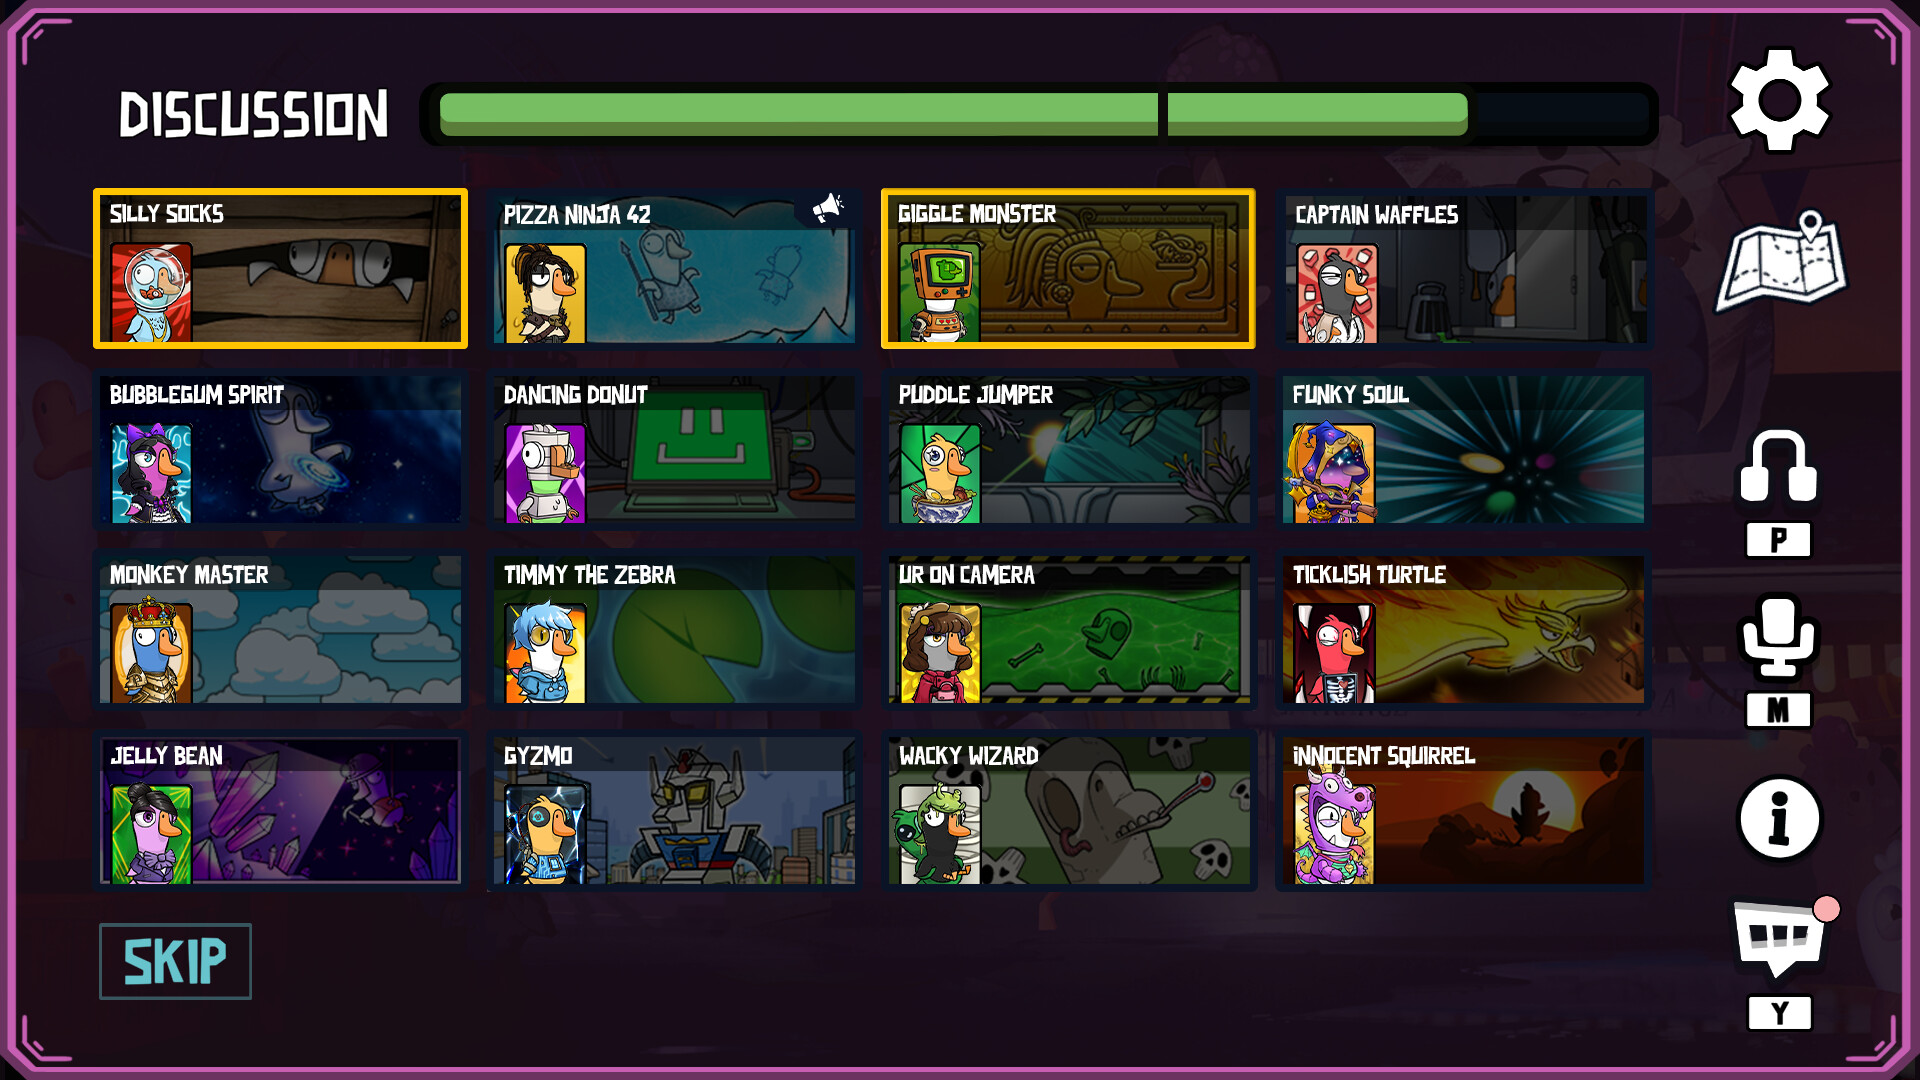 DISCUSSION
SILLY SOCKS
PIZZA NINJA 42
GIGGLE MONSTER
CAPTAIN WAFFLES
BUBBLEGUM SPIRIT
DANCING DONUT
PUDDLE JUMPER
FUNKY SOUL
P
MONKEY MASTER
TIMMY THE ZEBRA
UR ON CAMERA
TICKLISH TURTLE
M
JELLY BEAN
GYZMO
WACKY WIZARD
INNOCENT SQUIRREL
SKIP
Y